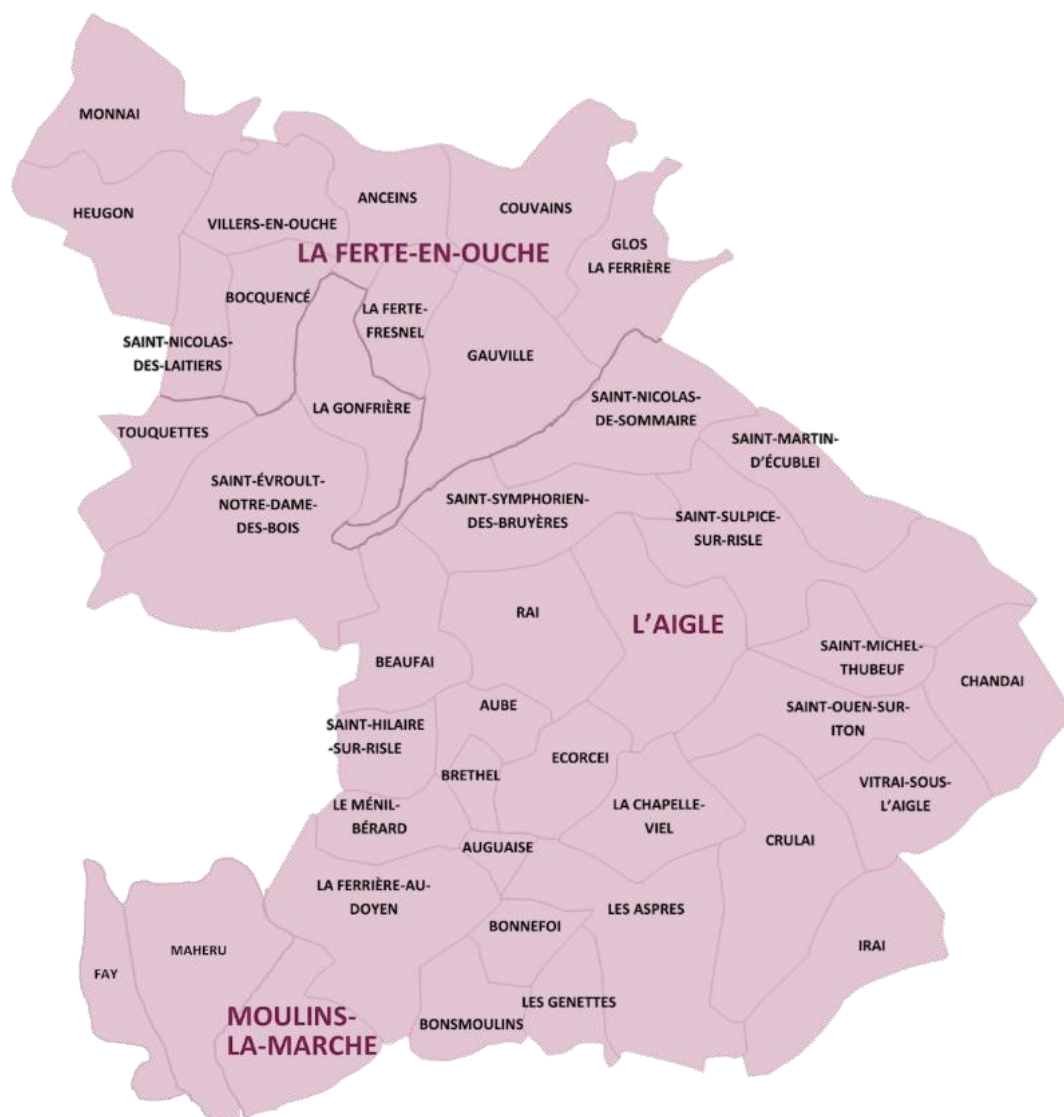 MONNAI
HEUGON
VILLERS-EN-OUCHE
ANCEINS
COUVAINS
GLOS
LA FERRIÈRE
LA FERTE-EN-OUCHE
BOCQUENCÉ
LA FERTE-
FRESNEL
SAINT-NICOLAS-
DES-LAITIERS
GAUVILLE
LA GONFRIÈRE
SAINT-NICOLAS-
DE-SOMMAIRE
TOUQUETTES
SAINT-MARTIN-
D'ÉCUBLEI
SAINT-ÉVROULT-
NOTRE-DAME-
DES-BOIS
SAINT-SYMPHORIEN-
DES-BRUYÈRES
SAINT-SULPICE-
SUR-RISLE
RAI
L'AIGLE
BEAUFAI
SAINT-MICHEL-
THUBEUF
CHANDAI
AUBE
SAINT-OUEN-SUR-
ITON
SAINT-HILAIRE
-SUR-RISLE
ECORCEI
BRETHEL
VITRAI-SOUS-
L'AIGLE
LE MÉNIL-
BÉRARD
LA CHAPELLE-
VIEL
AUGUAISE
CRULAI
LA FERRIÈRE-AU-
DOYEN
LES ASPRES
BONNEFOI
MAHERU
IRAI
FAY
LES GENETTES
MOULINS-
LA-MARCHE
BONSMOULINS